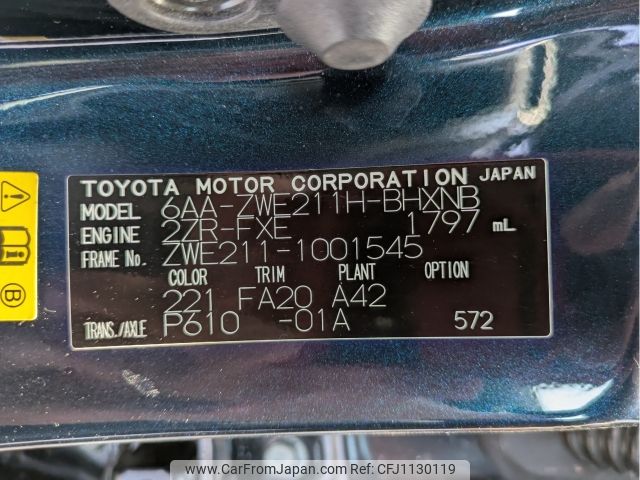 TOYOTA MOTOR CORPORATION JAPAN
MODEL 6AA-ZWE211H-BHXNB
ENGINE 2ZR-FXE 1797 mL
FRAME No. ZWE211-1001545
COLOR TRIM PLANT OPTION
221 FA20 A42
TRANS./AXLE P610 -01A 572
B
www.CarFromJapan.com | CFJ1130119